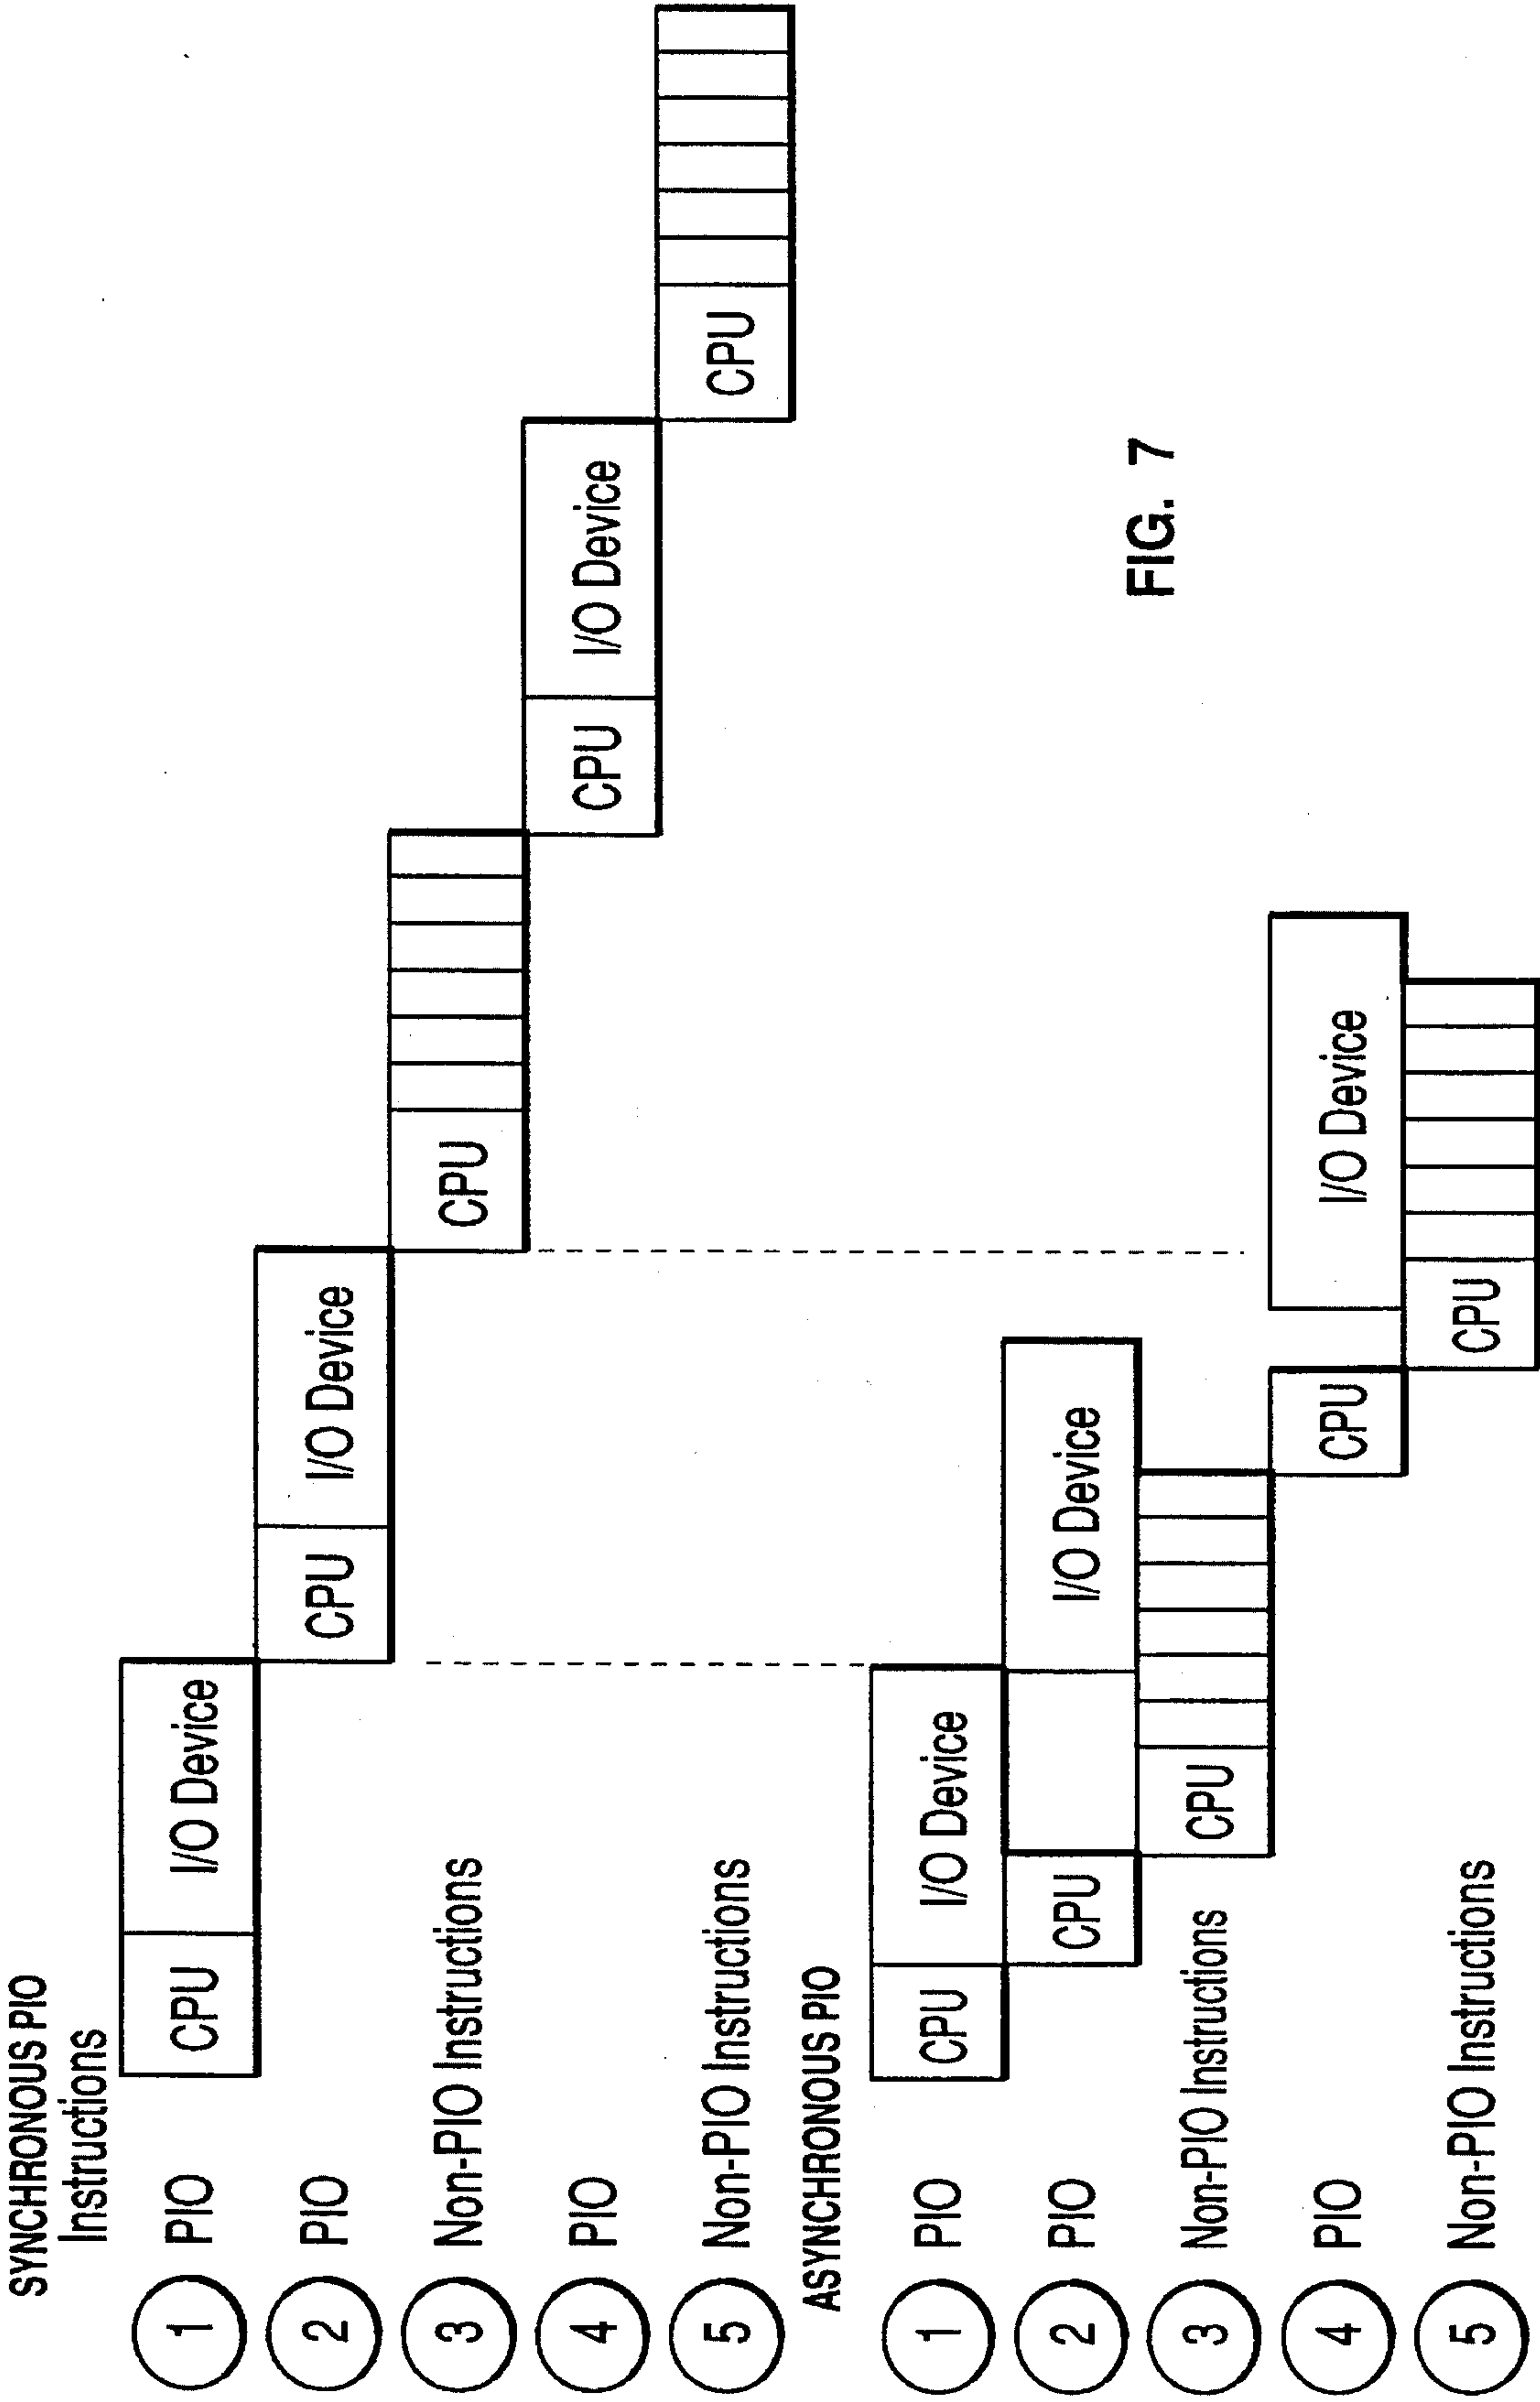 SYNCHRONOUS PIO
Instructions
1 PIO CPU I/O Device
2 PIO CPU I/O Device
3 Non-PIO Instructions CPU
4 PIO CPU I/O Device
5 Non-PIO Instructions CPU
ASYNCHRONOUS PIO
1 PIO CPU I/O Device
2 PIO CPU I/O Device
3 Non-PIO Instructions CPU
4 PIO CPU I/O Device
5 Non-PIO Instructions CPU
FIG. 7